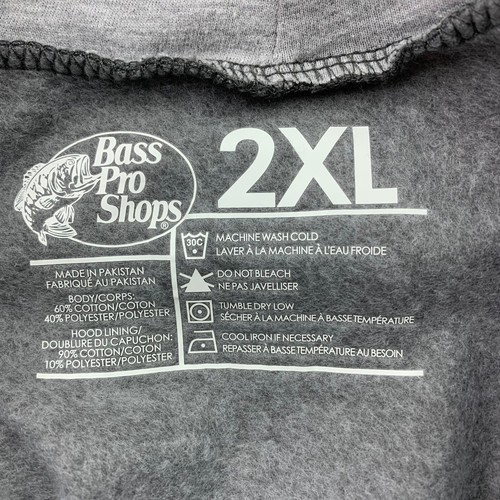 Bass
Pro
Shops®
2XL
MADE IN PAKISTAN
FABRIQUÉ AU PAKISTAN
BODY/CORPS:
60% COTTON/COTON
40% POLYESTER/POLYESTER
HOOD LINING/
DOUBLURE DU CAPUCHON:
90% COTTON/COTON
10% POLYESTER/POLYESTER
30C
MACHINE WASH COLD
LAVER À LA MACHINE À L'EAU FROIDE
DO NOT BLEACH
NE PAS JAVELLISER
TUMBLE DRY LOW
SÉCHER À LA MACHINE À BASSE TEMPÉRATURE
COOL IRON IF NECESSARY
REPASSER À BASSE TEMPÉRATURE AU BESOIN